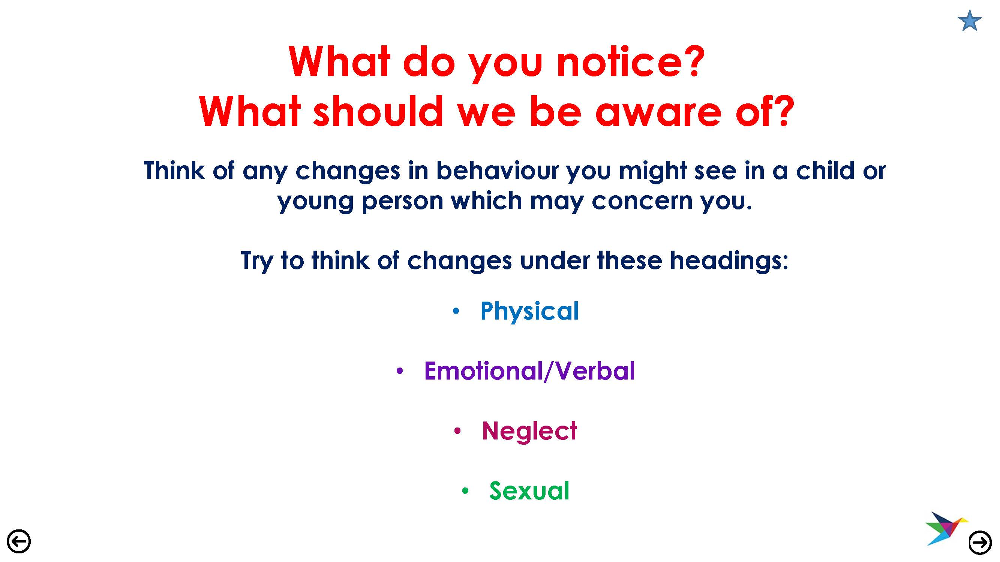 What do you notice?
What should we be aware of?
Think of any changes in behaviour you might see in a child or
young person which may concern you.
Try to think of changes under these headings:
• Physical
• Emotional/Verbal
• Neglect
• Sexual